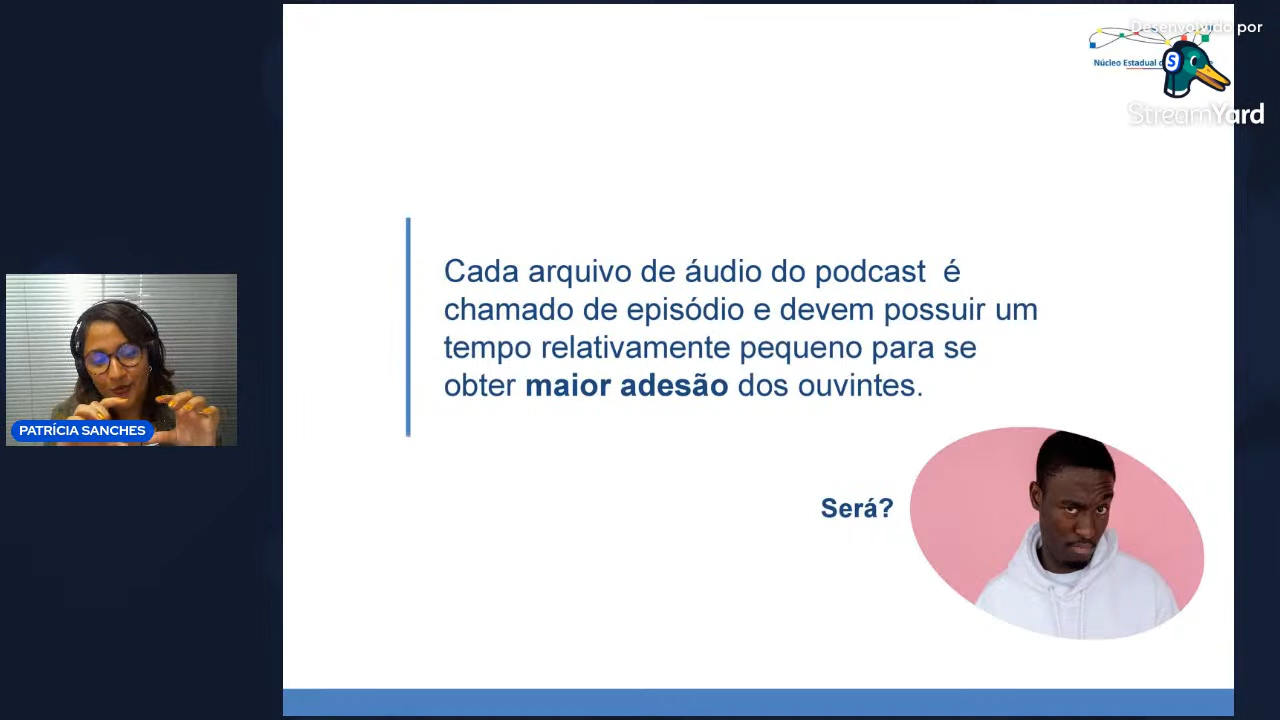 Desenvolvido por
Núcleo Estadual
StreamYard
Cada arquivo de áudio do podcast é
chamado de episódio e devem possuir um
tempo relativamente pequeno para se
obter maior adesão dos ouvintes.
PATRÍCIA SANCHES
Será?